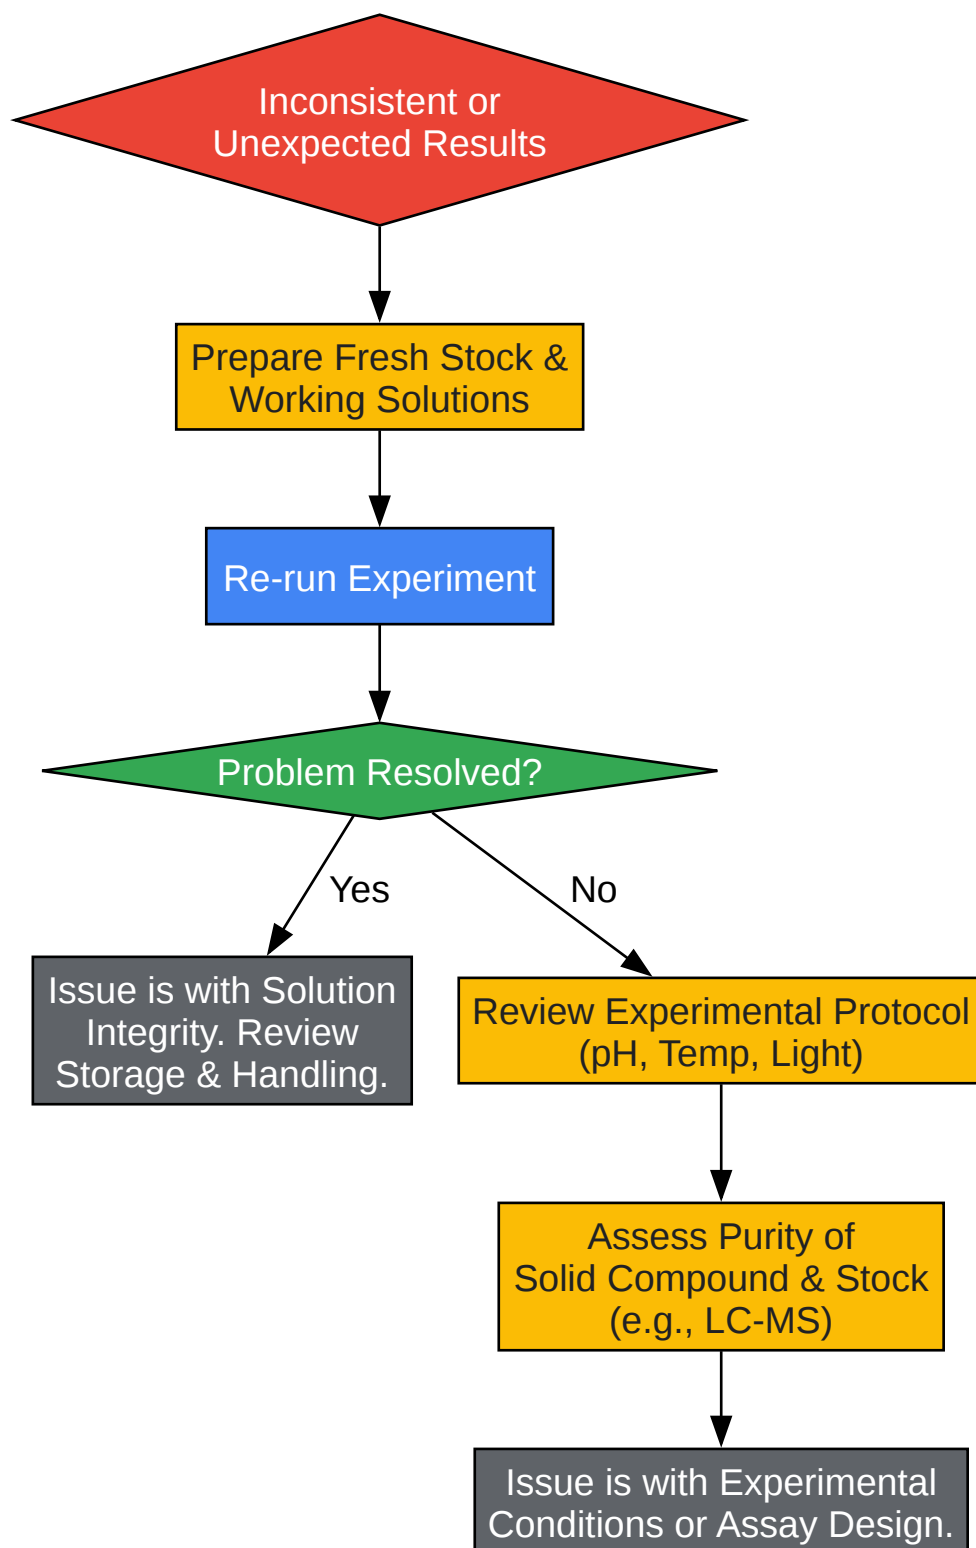 Inconsistent or
Unexpected Results
Prepare Fresh Stock &
Working Solutions
Re-run Experiment
Problem Resolved?
Yes
No
Issue is with Solution
Integrity. Review
Storage & Handling.
Review Experimental Protocol
(pH, Temp, Light)
Assess Purity of
Solid Compound & Stock
(e.g., LC-MS)
Issue is with Experimental
Conditions or Assay Design.